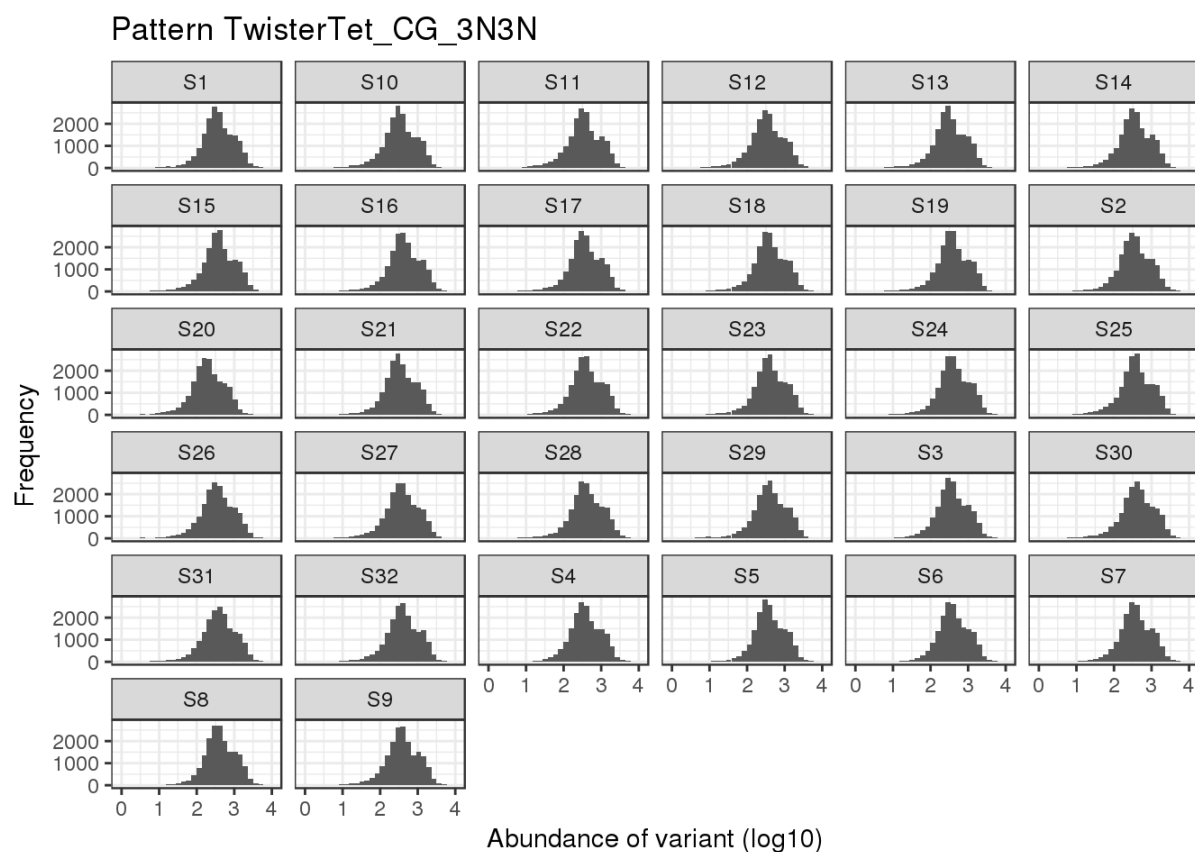 Pattern TwisterTet_CG_3N3N
S1 S10 S11 S12 S13 S14
2000
1000
0
S15 S16 S17 S18 S19 S2
2000
1000
0
S20 S21 S22 S23 S24 S25
2000
1000
0
S26 S27 S28 S29 S3 S30
2000
1000
0
S31 S32 S4 S5 S6 S7
2000
1000
0
0 1 2 3 4 0 1 2 3 4 0 1 2 3 4 0 1 2 3 4
S8 S9
2000
1000
0
0 1 2 3 4 0 1 2 3 4
Frequency
Abundance of variant (log10)